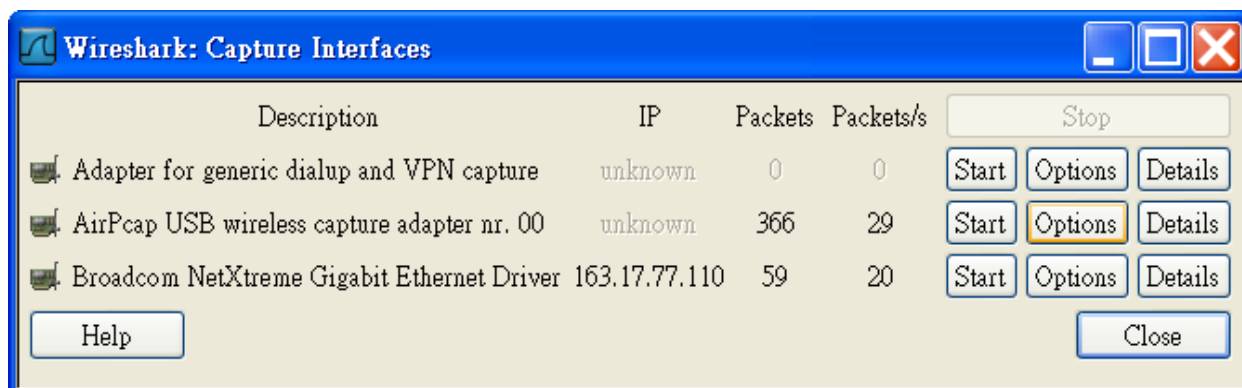 Wireshark: Capture Interfaces
Description IP Packets Packets/s Stop
Adapter for generic dialup and VPN capture unknown 0 0 Start Options Details
AirPcap USB wireless capture adapter nr. 00 unknown 366 29 Start Options Details
Broadcom NetXtreme Gigabit Ethernet Driver 163.17.77.110 59 20 Start Options Details
Help Close